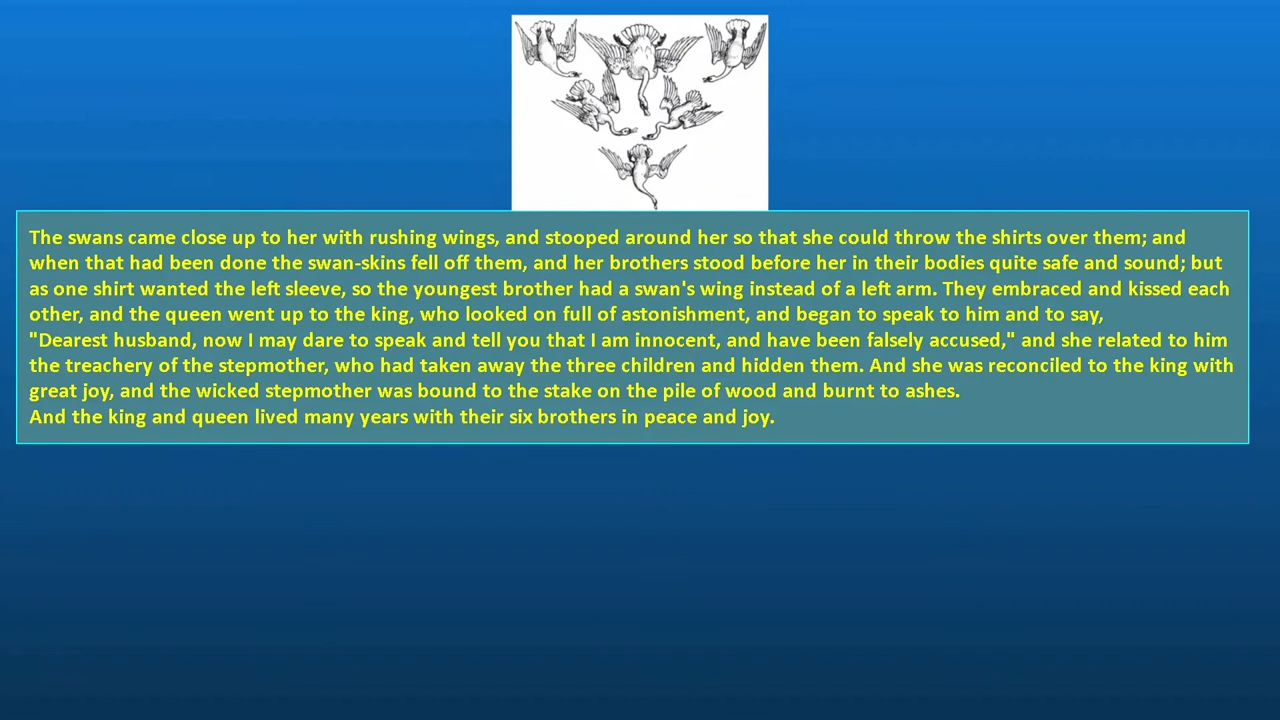 The swans came close up to her with rushing wings, and stooped around her so that she could throw the shirts over them; and
when that had been done the swan-skins fell off them, and her brothers stood before her in their bodies quite safe and sound; but
as one shirt wanted the left sleeve, so the youngest brother had a swan's wing instead of a left arm. They embraced and kissed each
other, and the queen went up to the king, who looked on full of astonishment, and began to speak to him and to say,
"Dearest husband, now I may dare to speak and tell you that I am innocent, and have been falsely accused," and she related to him
the treachery of the stepmother, who had taken away the three children and hidden them. And she was reconciled to the king with
great joy, and the wicked stepmother was bound to the stake on the pile of wood and burnt to ashes.
And the king and queen lived many years with their six brothers in peace and joy.